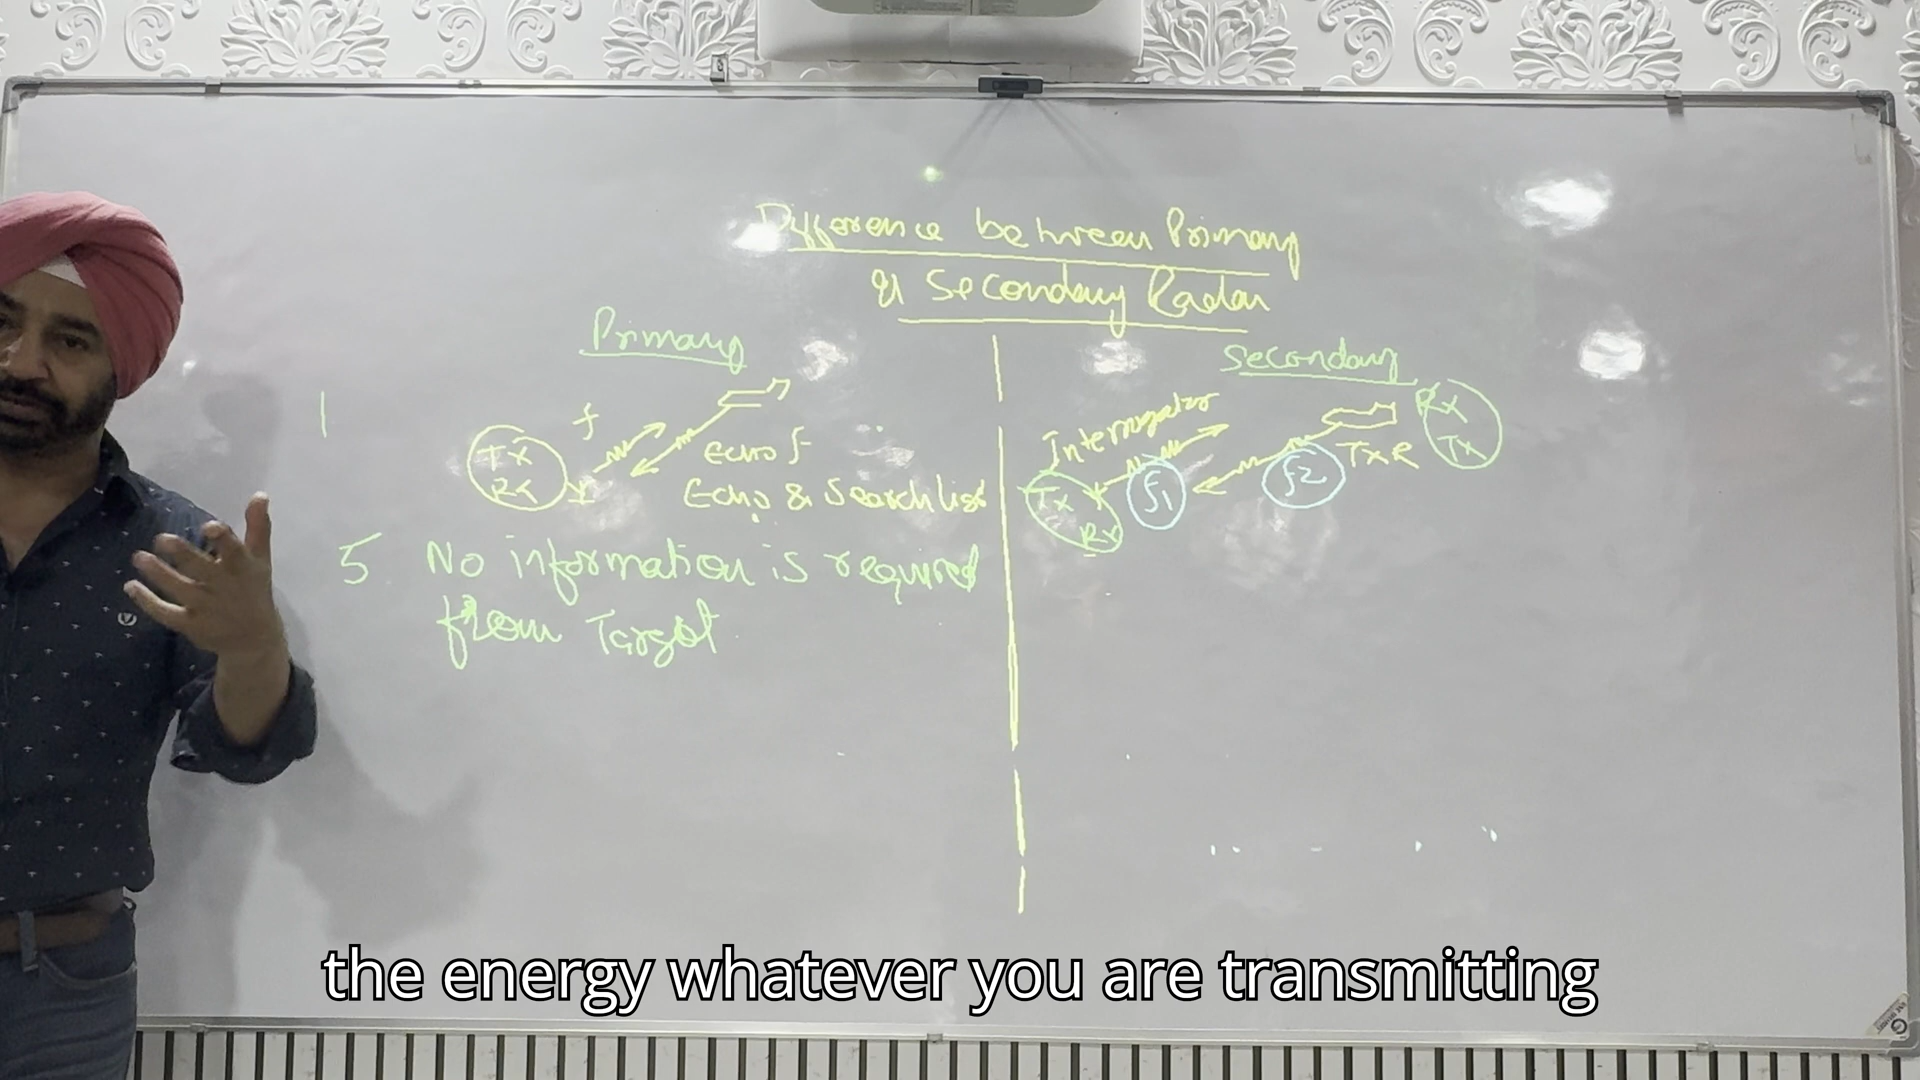 Difference between Primary
& Secondary Radar
Primary
Secondary
1
f
Tx
Rx
Echo f
Echo & Search List
Interrogator
Tx
Rx
f1
f2
TxR
Rx
Tx
5. No information is required
from Target
the energy whatever you are transmitting